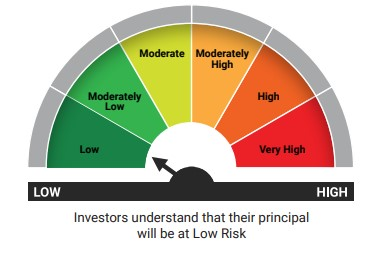 Moderate
Moderately
High
Moderately
Low
High
Low
Very High
LOW
HIGH
Investors understand that their principal
will be at Low Risk